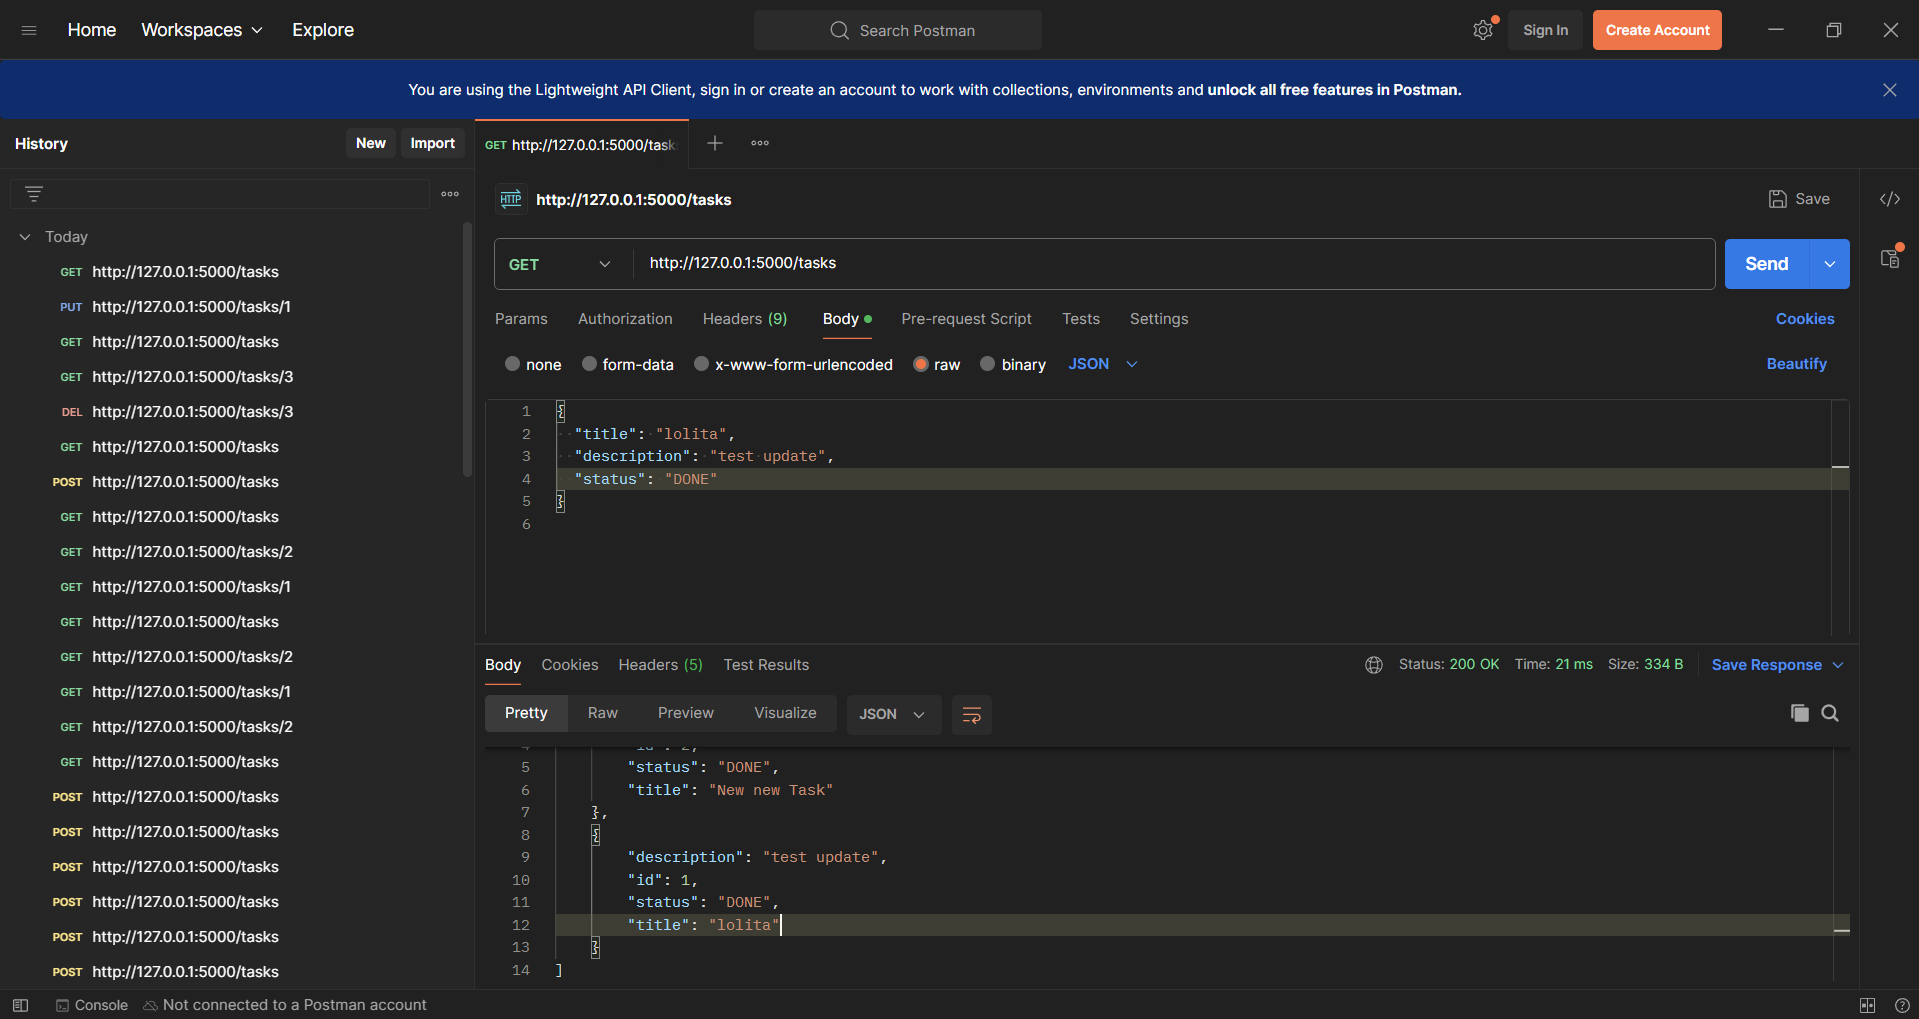 Home Workspaces Explore Search Postman Sign In Create Account
You are using the Lightweight API Client, sign in or create an account to work with collections, environments and unlock all free features in Postman.
History New Import
GET http://127.0.0.1:5000/task
HTTP http://127.0.0.1:5000/tasks Save
Today
GET http://127.0.0.1:5000/tasks
PUT http://127.0.0.1:5000/tasks/1
GET http://127.0.0.1:5000/tasks
GET http://127.0.0.1:5000/tasks/3
DEL http://127.0.0.1:5000/tasks/3
GET http://127.0.0.1:5000/tasks
POST http://127.0.0.1:5000/tasks
GET http://127.0.0.1:5000/tasks
GET http://127.0.0.1:5000/tasks/2
GET http://127.0.0.1:5000/tasks/1
GET http://127.0.0.1:5000/tasks
GET http://127.0.0.1:5000/tasks/2
GET http://127.0.0.1:5000/tasks/1
GET http://127.0.0.1:5000/tasks/2
GET http://127.0.0.1:5000/tasks
POST http://127.0.0.1:5000/tasks
POST http://127.0.0.1:5000/tasks
POST http://127.0.0.1:5000/tasks
POST http://127.0.0.1:5000/tasks
POST http://127.0.0.1:5000/tasks
POST http://127.0.0.1:5000/tasks
GET http://127.0.0.1:5000/tasks Send
Params Authorization Headers (9) Body Pre-request Script Tests Settings Cookies
none form-data x-www-form-urlencoded raw binary JSON Beautify
1 {
2 "title": "lolita",
3 "description": "test update",
4 "status": "DONE"
5 }
6
Body Cookies Headers (5) Test Results Status: 200 OK Time: 21 ms Size: 334 B Save Response
Pretty Raw Preview Visualize JSON
4 "id": 2,
5 "status": "DONE",
6 "title": "New new Task"
7 },
8 {
9 "description": "test update",
10 "id": 1,
11 "status": "DONE",
12 "title": "lolita"
13 }
14 ]
Console Not connected to a Postman account